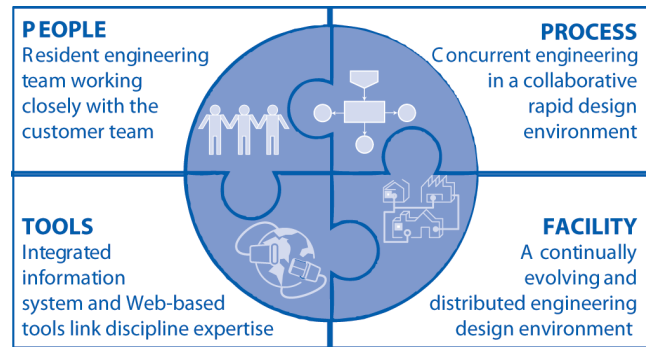 PEOPLE
Resident engineering
team working
closely with the
customer team
PROCESS
Concurrent engineering
in a collaborative
rapid design
environment
TOOLS
Integrated
information
system and Web-based
tools link discipline expertise
FACILITY
A continually
evolving and
distributed engineering
design environment